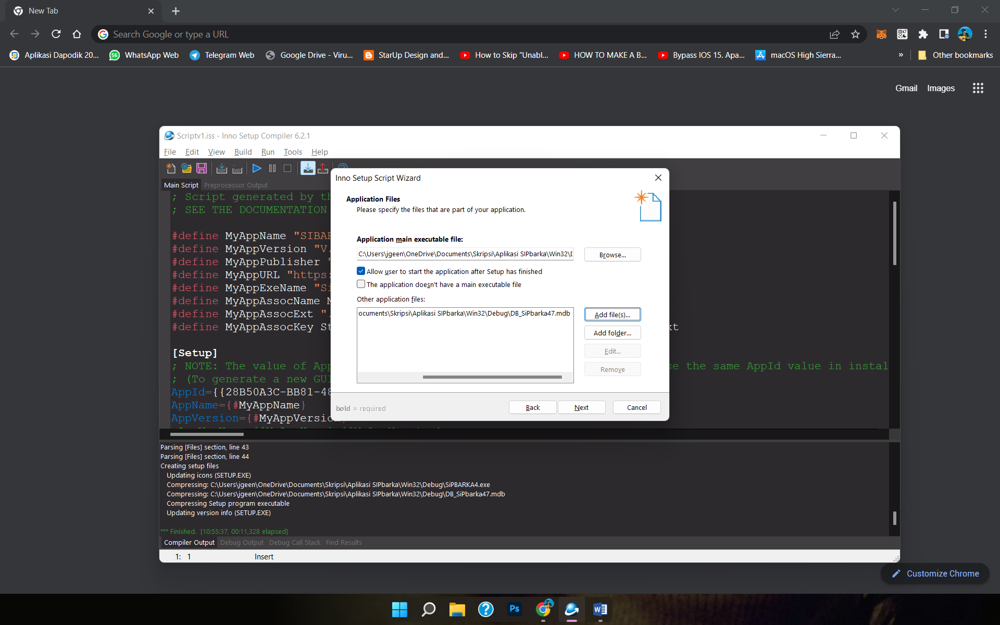 New Tab
Search Google or type a URL
Aplikasi Dapodik 20...
WhatsApp Web
Telegram Web
Google Drive - Viru...
StarUp Design and...
How to Skip “Unabl...
HOW TO MAKE A B...
Bypass IOS 15. Apa...
macOS High Sierra...
»
Other bookmarks
Gmail
Images
Scriptv1.iss - Inno Setup Compiler 6.2.1
File Edit View Build Run Tools Help
Main Script Preprocessor Output
; Script generated by th
; SEE THE DOCUMENTATION
#define MyAppName "SIBA
#define MyAppVersion "V.
#define MyAppPublisher "
#define MyAppURL "https:
#define MyAppExeName "Si
#define MyAppAssocName M
#define MyAppAssocExt ".
#define MyAppAssocKey St
xt
[Setup]
; NOTE: The value of App
se the same AppId value in instal
; (To generate a new GUI
AppId={{28B50A3C-BB81-48
AppName={#MyAppName}
AppVersion={#MyAppVersion}
Inno Setup Script Wizard
Application Files
Please specify the files that are part of your application.
Application main executable file:
C:\Users\jgeen\OneDrive\Documents\Skripsi\Aplikasi SIPbarka\Win32\D
Browse...
Allow user to start the application after Setup has finished
The application doesn't have a main executable file
Other application files:
ocuments\Skripsi\Aplikasi SIPbarka\Win32\Debug\DB_SiPbarka47.mdb
Add file(s)...
Add folder...
Edit...
Remove
bold = required
Back
Next
Cancel
Parsing [Files] section, line 43
Parsing [Files] section, line 44
Creating setup files
Updating icons (SETUP.EXE)
Compressing: C:\Users\jgeen\OneDrive\Documents\Skripsi\Aplikasi SIPbarka\Win32\Debug\SiPBARKA4.exe
Compressing: C:\Users\jgeen\OneDrive\Documents\Skripsi\Aplikasi SIPbarka\Win32\Debug\DB_SiPbarka47.mdb
Compressing Setup program executable
Updating version info (SETUP.EXE)
*** Finished. [10:55:37, 00:11,328 elapsed]
Compiler Output Debug Output Debug Call Stack Find Results
1: 1
Insert
Customize Chrome
Ps